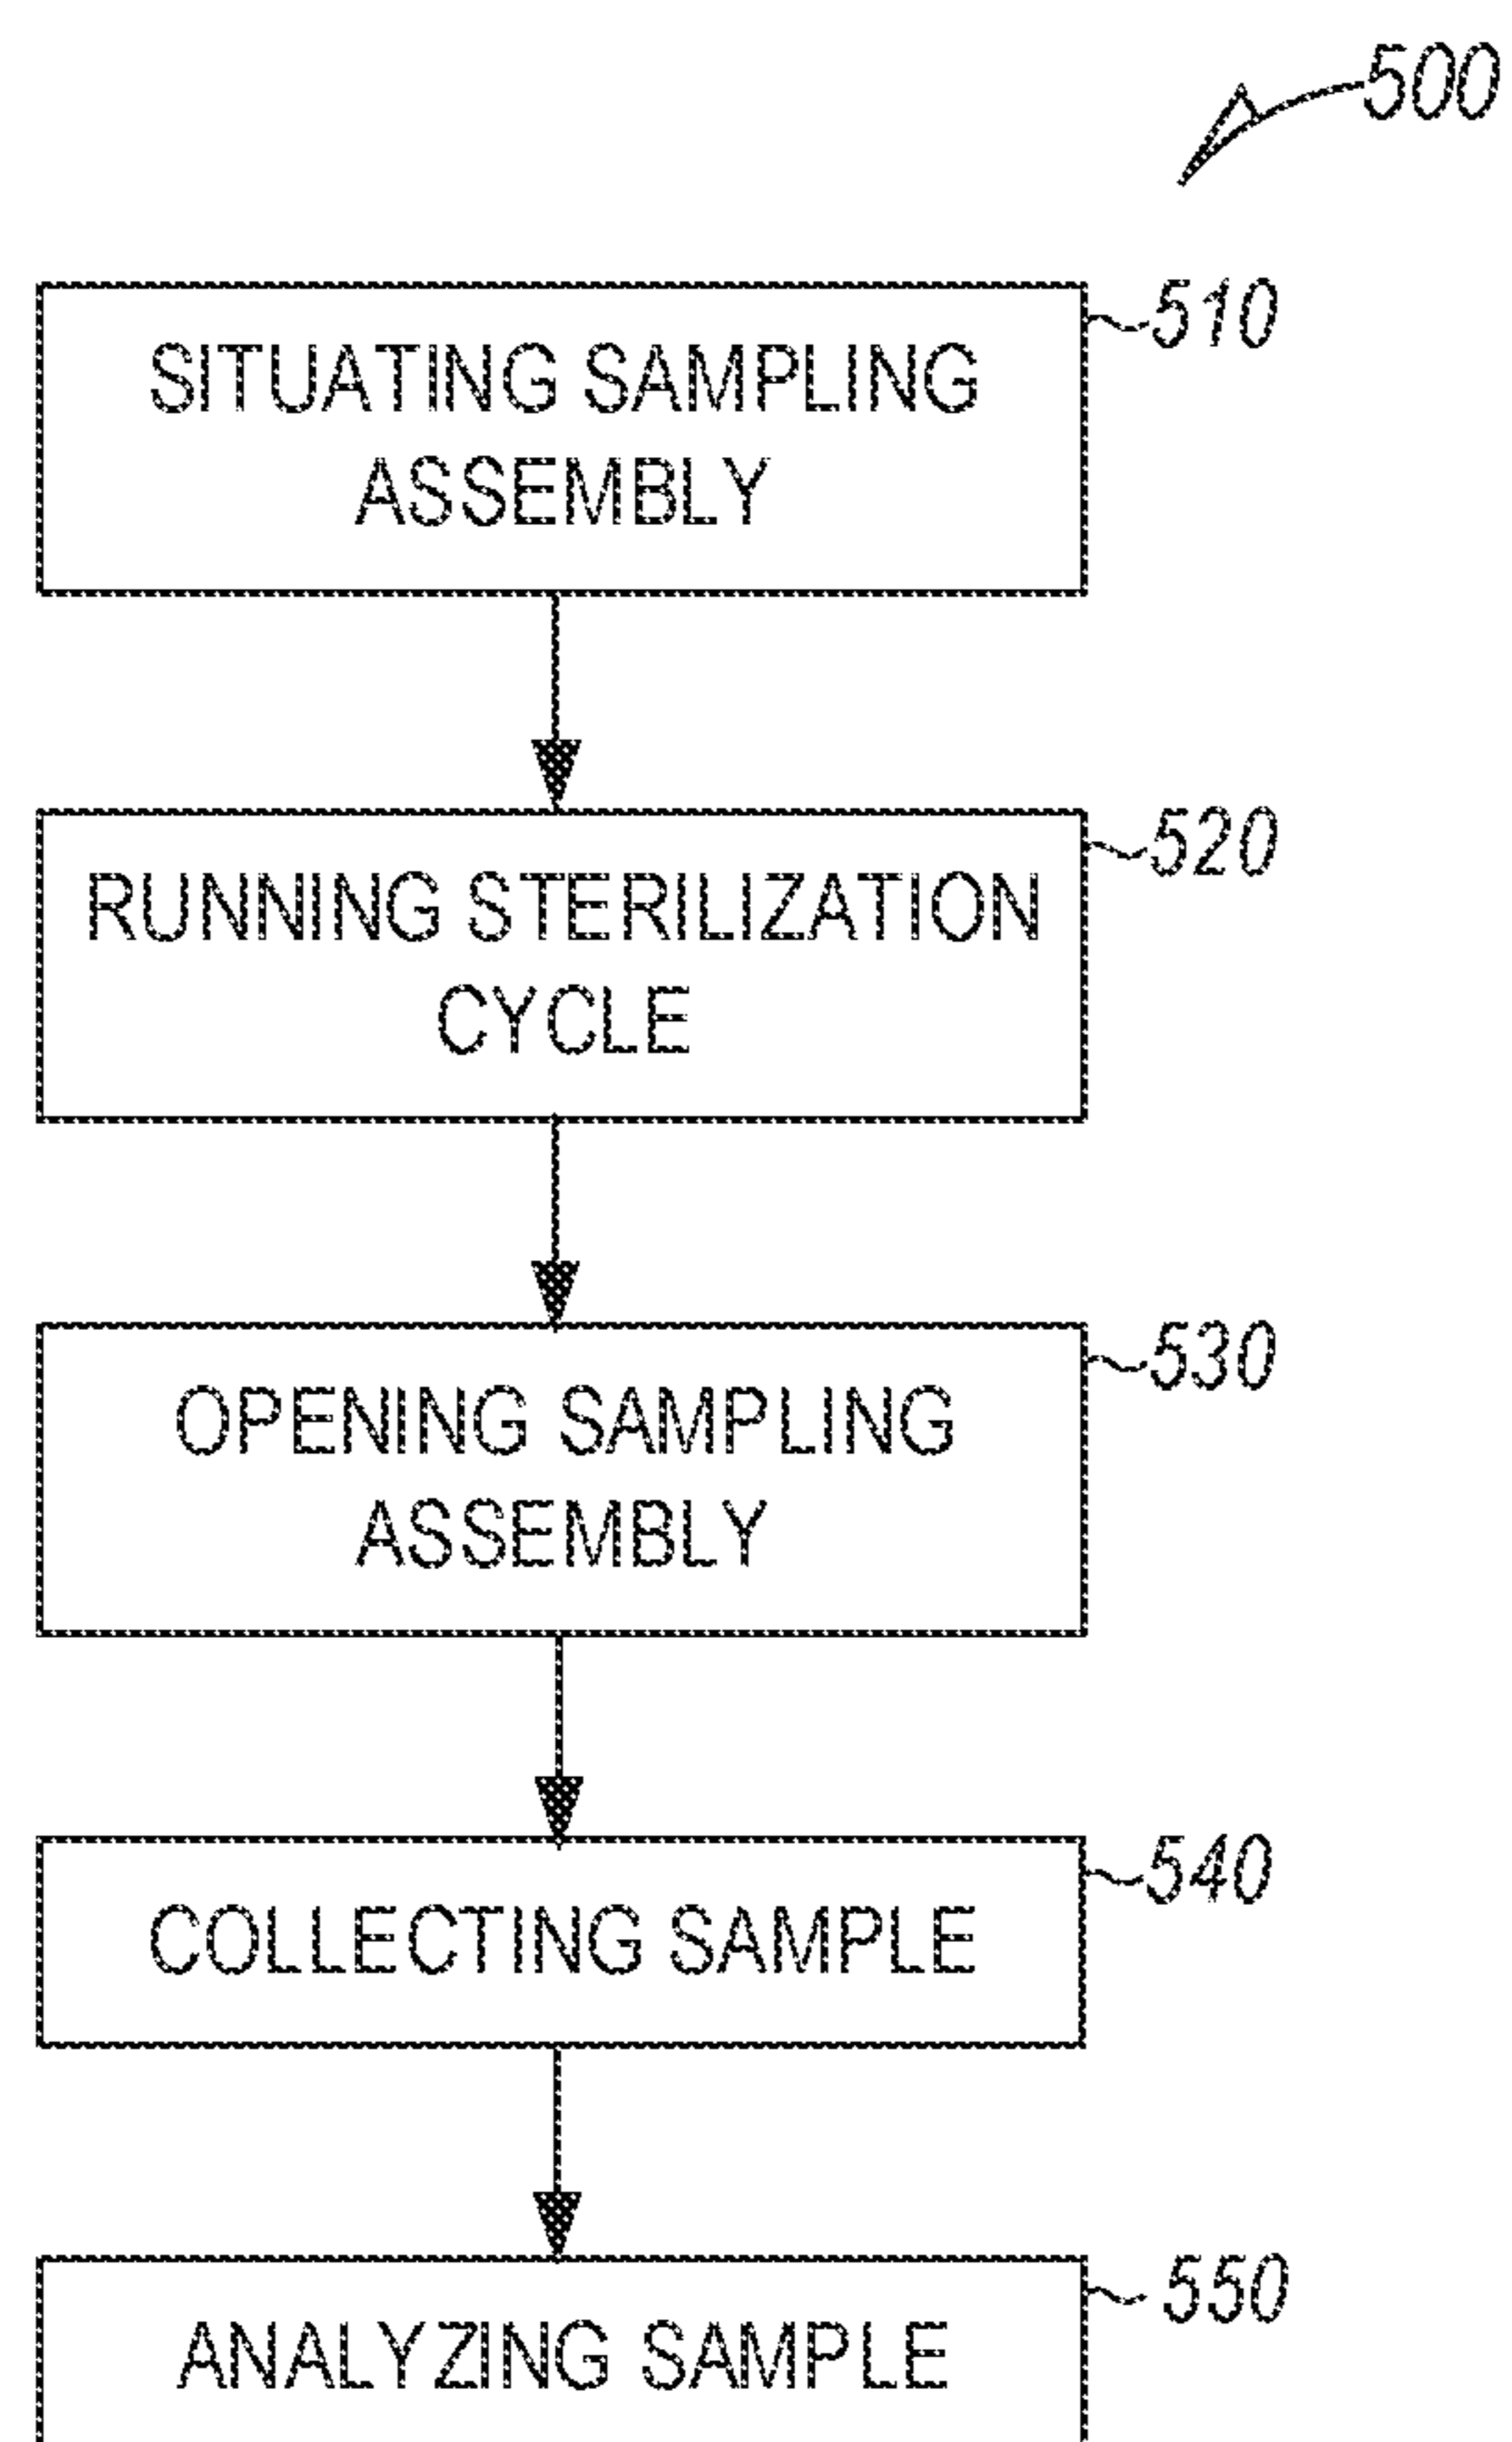 500
510
SITUATING SAMPLING
ASSEMBLY
520
RUNNING STERILIZATION
CYCLE
530
OPENING SAMPLING
ASSEMBLY
540
COLLECTING SAMPLE
550
ANALYZING SAMPLE